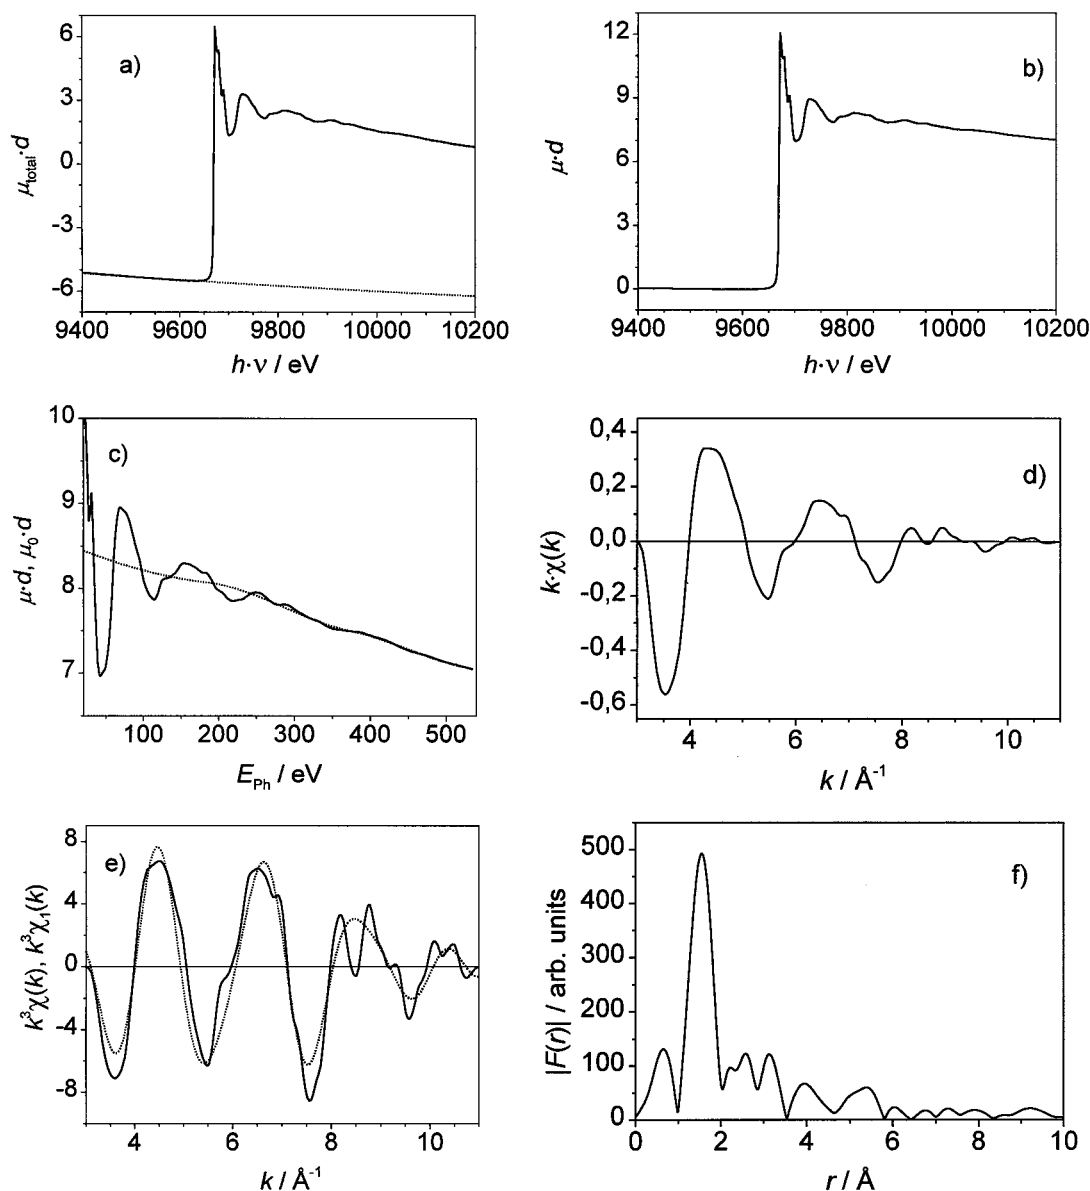 a)
6
3
0
-3
-6
μtotal·d
9400 9600 9800 10000 10200
h·ν / eV
b)
12
9
6
3
0
μ·d
9400 9600 9800 10000 10200
h·ν / eV
c)
10
9
8
7
μ·d, μ0·d
100 200 300 400 500
EPh / eV
d)
0,4
0,2
0,0
-0,2
-0,4
-0,6
k·χ(k)
4 6 8 10
k / Å-1
e)
8
4
0
-4
-8
k3χ(k), k3χ1(k)
4 6 8 10
k / Å-1
f)
500
400
300
200
100
0
|F(r)| / arb. units
0 2 4 6 8 10
r / Å